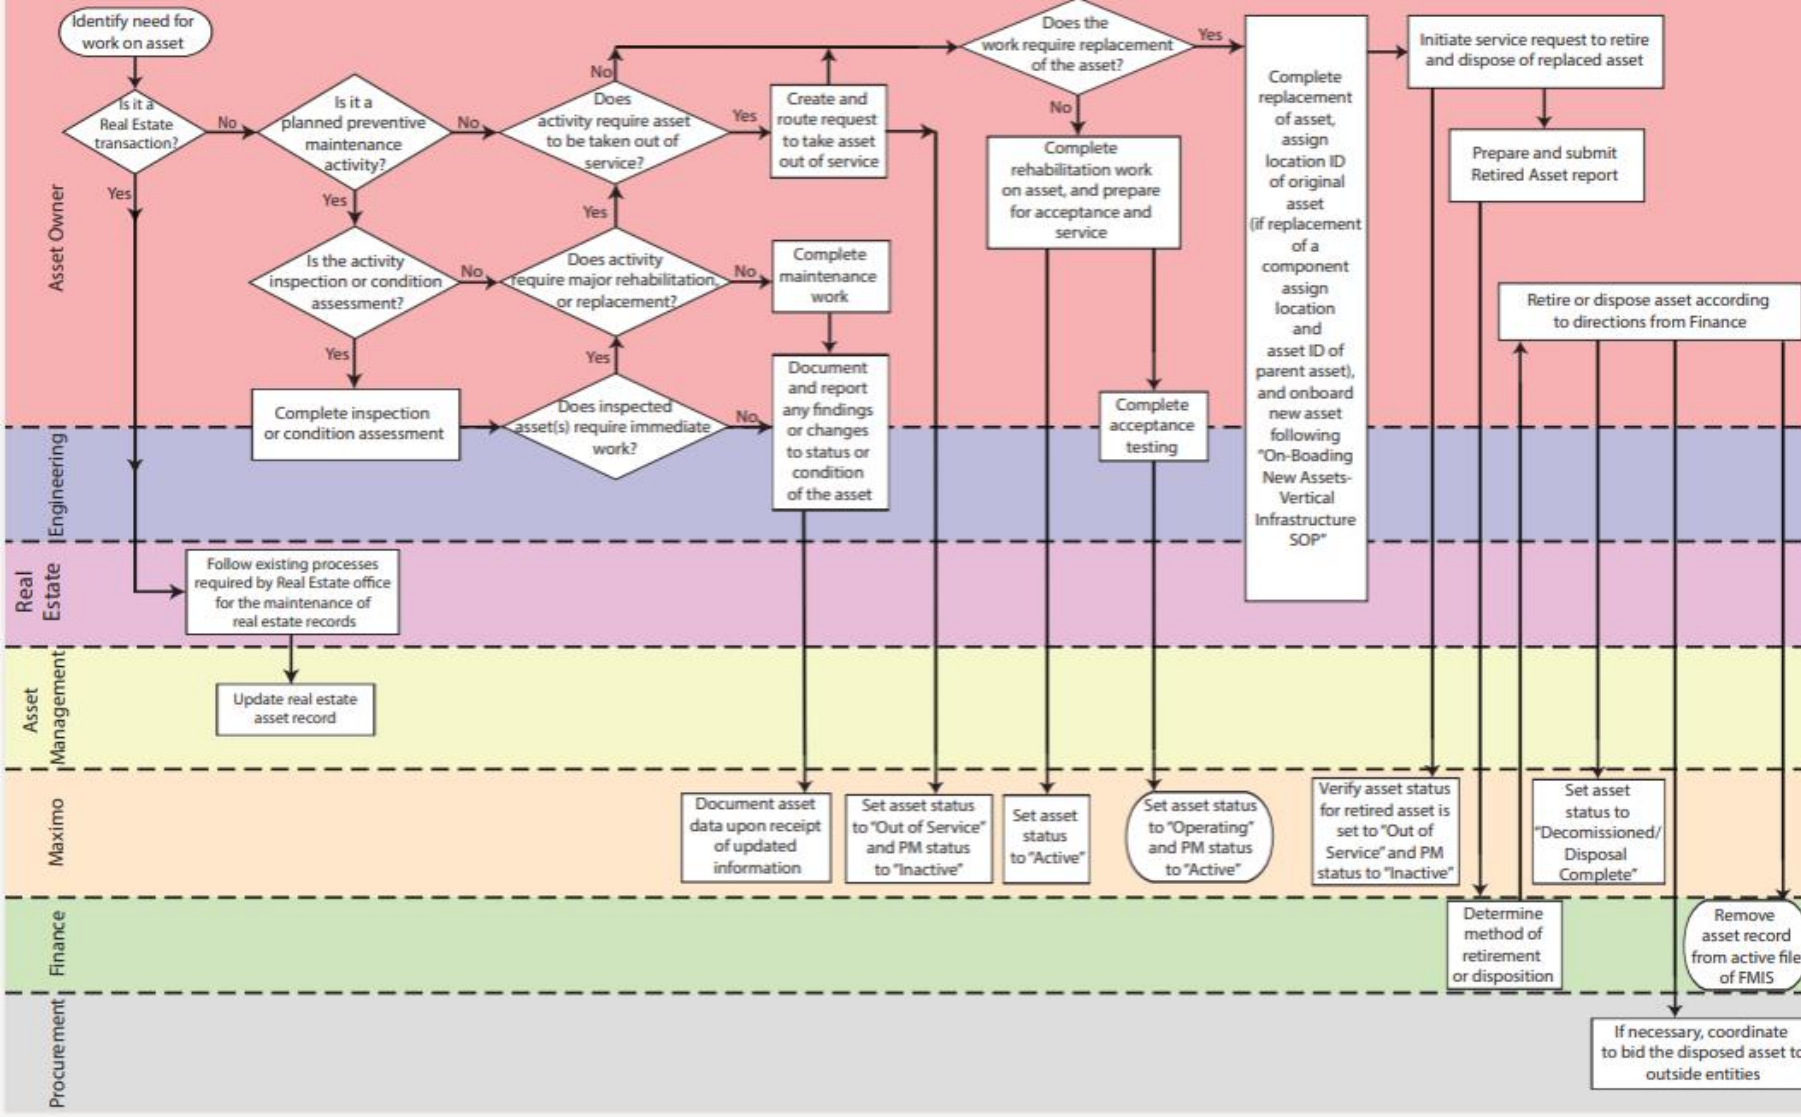 Identify need for
work on asset
Is it a
Real Estate
transaction?
No
Yes
Is it a
planned preventive
maintenance
activity?
No
Yes
Does
activity require asset
to be taken out of
service?
No
Yes
Create and
route request
to take asset
out of service
Does the
work require replacement
of the asset?
Yes
No
Complete
rehabilitation work
on asset, and prepare
for acceptance and
service
Complete
replacement
of asset,
assign
location ID
of original
asset
(if replacement
of a
component
assign
location
and
asset ID of
parent asset),
and onboard
new asset
following
"On-Boading
New Assets-
Vertical
Infrastructure
SOP"
Initiate service request to retire
and dispose of replaced asset
Prepare and submit
Retired Asset report
Retire or dispose asset according
to directions from Finance
Asset Owner
Is the activity
inspection or condition
assessment?
No
Yes
Does activity
require major rehabilitation,
or replacement?
Yes
No
Complete
maintenance
work
Complete inspection
or condition assessment
Does inspected
asset(s) require immediate
work?
Yes
No
Document
and report
any findings
or changes
to status or
condition
of the asset
Complete
acceptance
testing
Engineering
Real
Estate
Follow existing processes
required by Real Estate office
for the maintenance of
real estate records
Asset
Management
Update real estate
asset record
Maximo
Document asset
data upon receipt
of updated
information
Set asset status
to "Out of Service"
and PM status
to "Inactive"
Set asset
status
to "Active"
Set asset status
to "Operating"
and PM status
to "Active"
Verify asset status
for retired asset is
set to "Out of
Service" and PM
status to "Inactive"
Set asset
status to
"Decomissioned/
Disposal
Complete"
Finance
Determine
method of
retirement
or disposition
Remove
asset record
from active file
of FMIS
Procurement
If necessary, coordinate
to bid the disposed asset to
outside entities